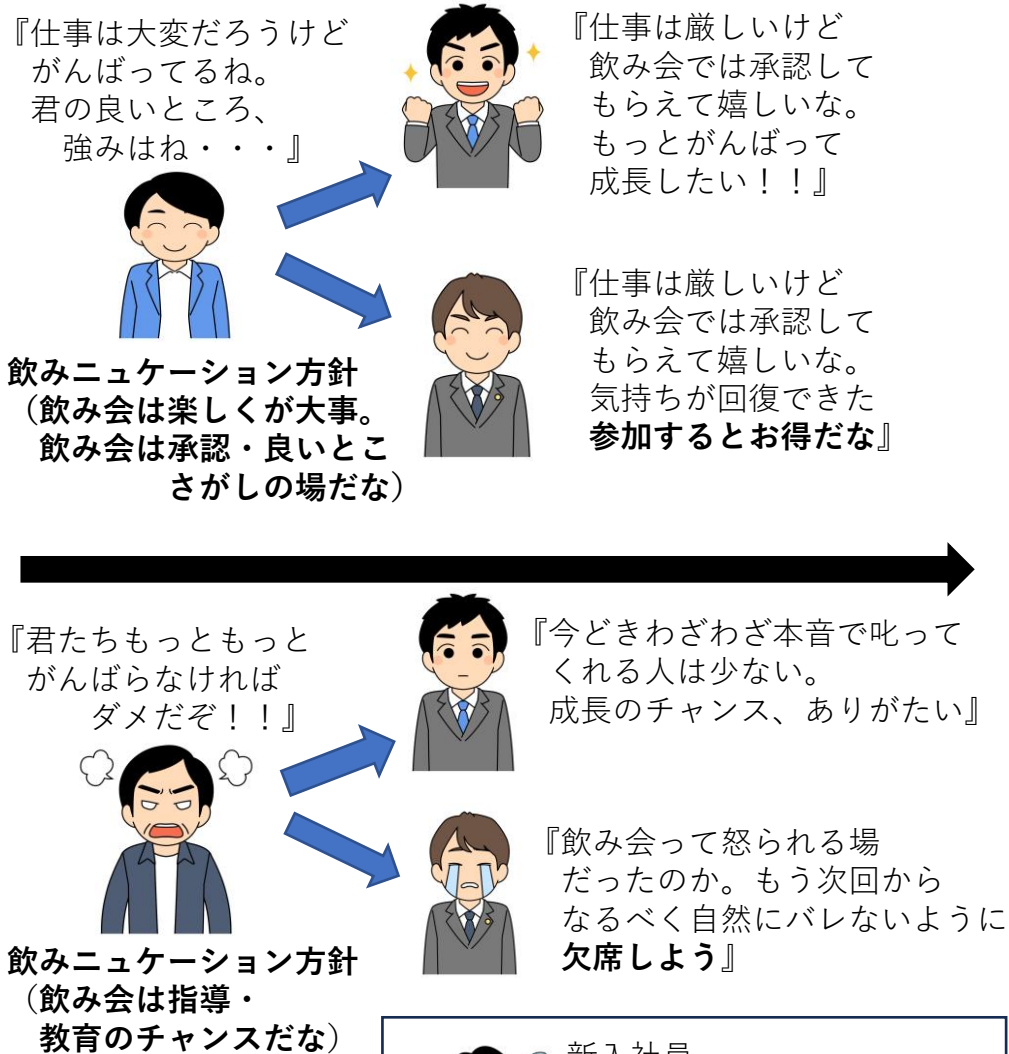 『仕事は大変だろうけど
がんばってるね。
君の良いところ、
強みはね・・・』
『仕事は厳しいけど
飲み会では承認して
もらえて嬉しいな。
もっとがんばって
成長したい！！』
『仕事は厳しいけど
飲み会では承認して
もらえて嬉しいな。
気持ちが回復できた
参加するとお得だな』
飲みニュケーション方針
（飲み会は楽しくが大事。
飲み会は承認・良いとこ
さがしの場だな）
『君たちもっともっと
がんばらなければ
ダメだぞ！！』
『今どきわざわざ本音で叱って
くれる人は少ない。
成長のチャンス、ありがたい』
『飲み会って怒られる場
だったのか。もう次回から
なるべく自然にバレないように
欠席しよう』
飲みニュケーション方針
（飲み会は指導・
教育のチャンスだな）
新入社員